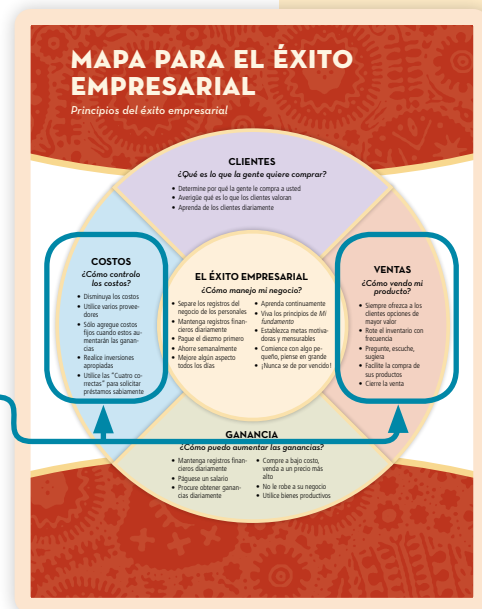 MAPA PARA EL ÉXITO
EMPRESARIAL
Principios del éxito empresarial
CLIENTES
¿Qué es lo que la gente quiere comprar?
• Determine por qué la gente le compra a usted
• Averigüe qué es lo que los clientes valoran
• Aprenda de los clientes diariamente
COSTOS
¿Cómo controlo
los costos?
• Disminuya los costos
• Utilice varios provee-
dores
• Sólo agregue costos
fijos cuando estos au-
mentarán las ganan-
cias
• Realice inversiones
apropiadas
• Utilice las "Cuatro co-
rrectas" para solicitar
préstamos sabiamente
EL ÉXITO EMPRESARIAL
¿Cómo manejo mi negocio?
• Separe los registros del
negocio de los personales
• Mantenga registros finan-
cieros diariamente
• Pague el diezmo primero
• Ahorre semanalmente
• Mejore algún aspecto
todos los días
• Aprenda continuamente
• Viva los principios de Mi
fundamento
• Establezca metas motiva-
doras y mensurables
• Comience con algo pe-
queño, piense en grande
• ¡Nunca se de por vencido!
VENTAS
¿Cómo vendo mi
producto?
• Siempre ofrezca a los
clientes opciones de
mayor valor
• Rote el inventario con
frecuencia
• Pregunte, escuche,
sugiera
• Facilite la compra de
sus productos
• Cierre la venta
GANANCIA
¿Cómo puedo aumentar las ganancias?
• Mantenga registros finan-
cieros diariamente
• Páguese un salario
• Procure obtener ganan-
cias diariamente
• Compre a bajo costo,
venda a un precio más
alto
• No le robe a su negocio
• Utilice bienes productivos